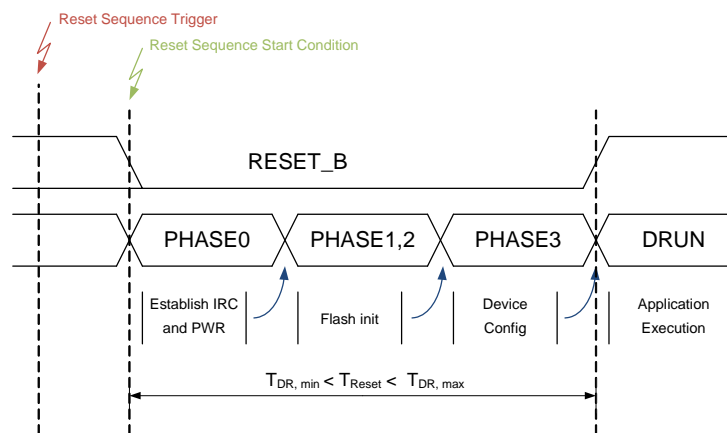 Reset Sequence Trigger
Reset Sequence Start Condition
RESET_B
PHASE0
PHASE1,2
PHASE3
DRUN
Establish IRC
and PWR
Flash init
Device
Config
Application
Execution
TDR, min < TReset < TDR, max